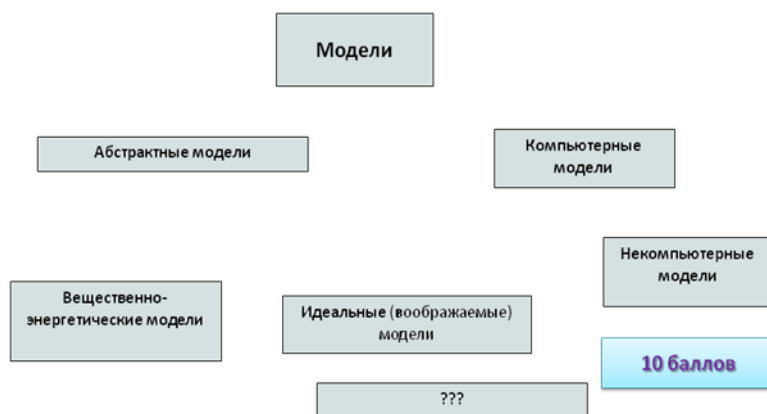 Модели
Абстрактные модели
Компьютерные
модели
Некомпьютерные
модели
Вещественно-
энергетические модели
Идеальные (воображаемые)
модели
10 баллов
???